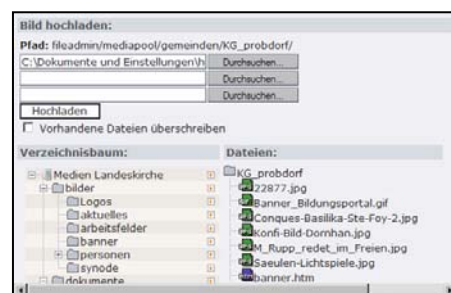 Bild hochladen:
Pfad: fileadmin/mediapool/gemeinden/KG_probdorf/
C:\Dokumente und Einstellungen\h Durchsuchen...
Durchsuchen...
Durchsuchen...
Hochladen
Vorhandene Dateien überschreiben
Verzeichnisbaum:
Medien Landeskirche
bilder
Logos
aktuelles
arbeitsfelder
banner
personen
synode
dokumente
Dateien:
KG_probdorf
22877.jpg
Banner_Bildungsportal.gif
Conques-Basilika-Ste-Foy-2.jpg
Konfi-Bild-Dornhan.jpg
M_Rupp_redet_im_Freien.jpg
Saeulen-Lichtspiele.jpg
banner.htm